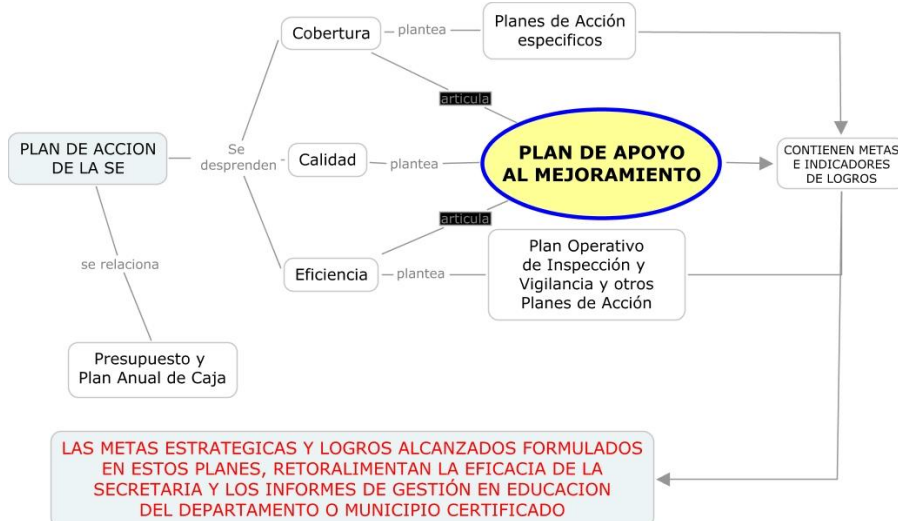 Cobertura
plantea
Planes de Acción
especificos
articula
PLAN DE ACCION
DE LA SE
Se
desprenden
Calidad
plantea
PLAN DE APOYO
AL MEJORAMIENTO
CONTIENEN METAS
E INDICADORES
DE LOGROS
articula
se relaciona
Eficiencia
plantea
Plan Operativo
de Inspección y
Vigilancia y otros
Planes de Acción
Presupuesto y
Plan Anual de Caja
LAS METAS ESTRATEGICAS Y LOGROS ALCANZADOS FORMULADOS
EN ESTOS PLANES, RETORALIMENTAN LA EFICACIA DE LA
SECRETARIA Y LOS INFORMES DE GESTIÓN EN EDUCACION
DEL DEPARTAMENTO O MUNICIPIO CERTIFICADO